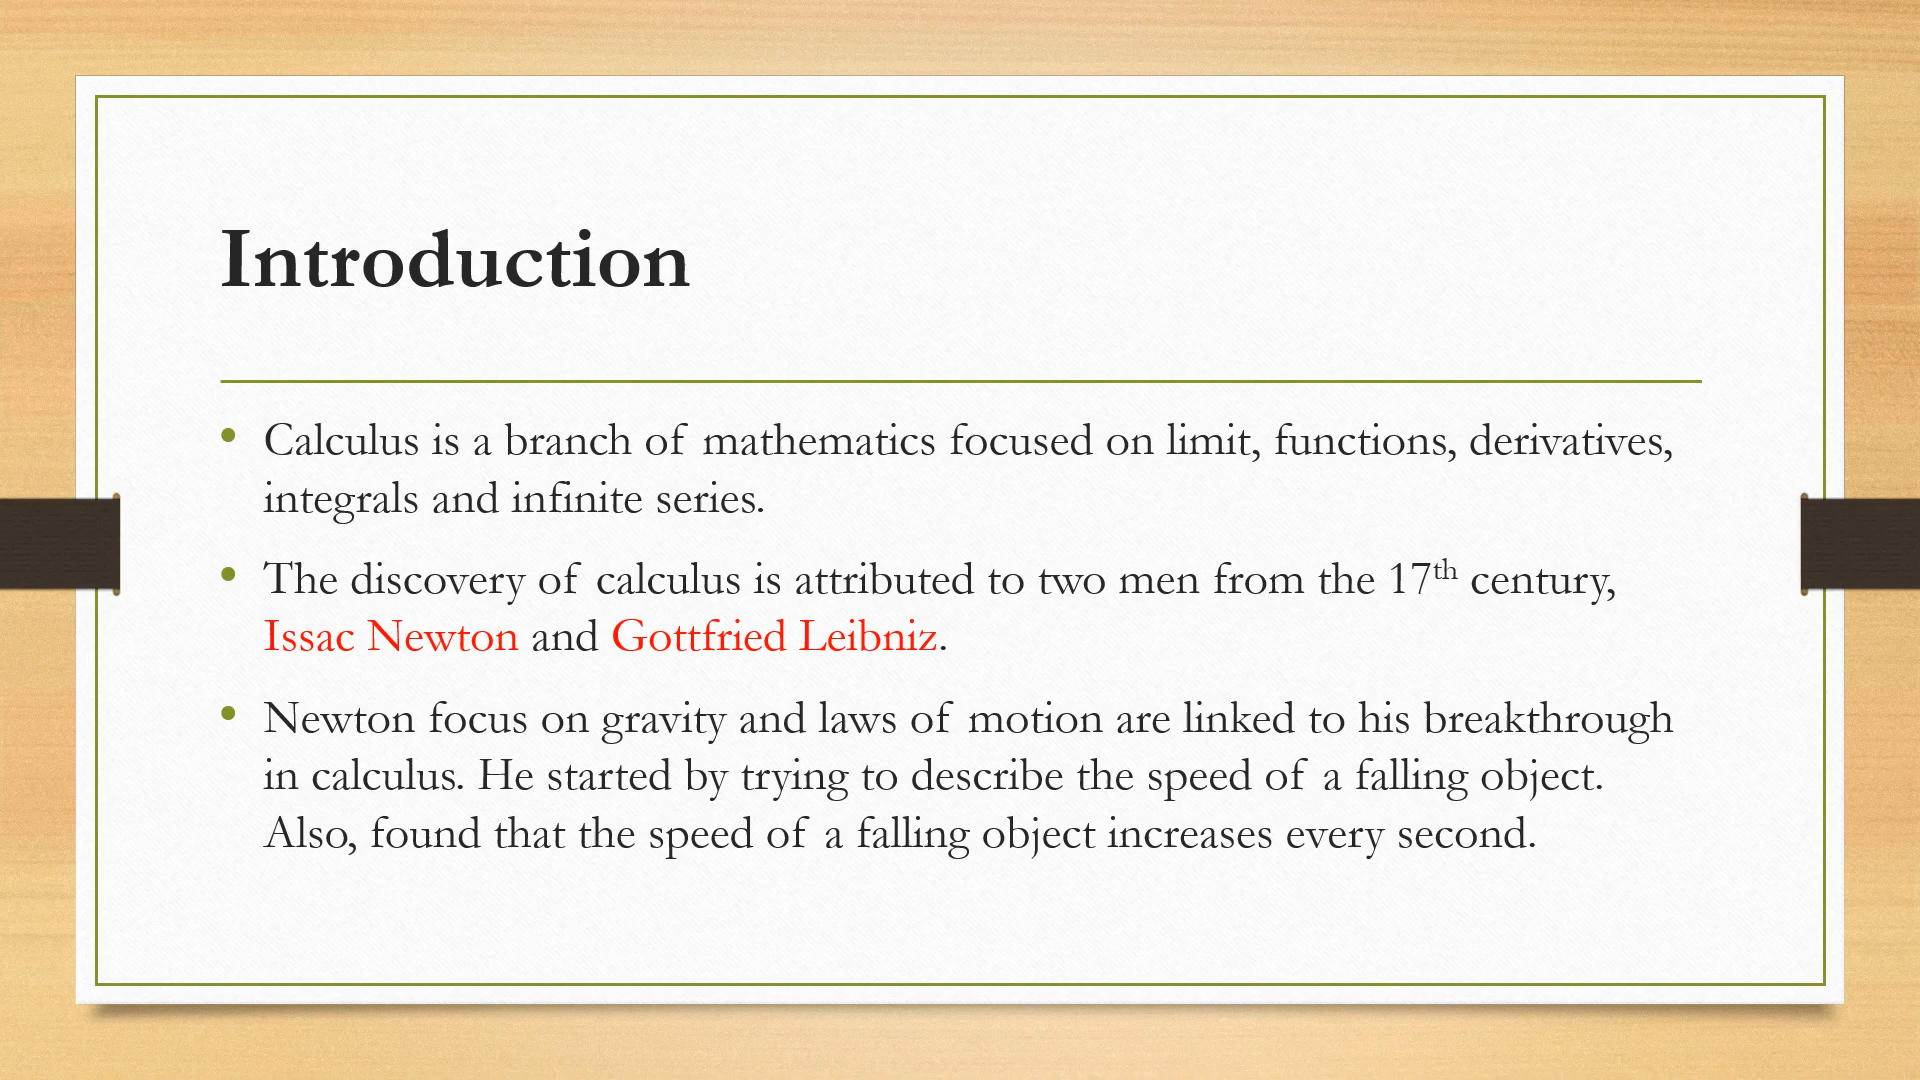 Introduction
• Calculus is a branch of mathematics focused on limit, functions, derivatives,
integrals and infinite series.
• The discovery of calculus is attributed to two men from the 17th century,
Issac Newton and Gottfried Leibniz.
• Newton focus on gravity and laws of motion are linked to his breakthrough
in calculus. He started by trying to describe the speed of a falling object.
Also, found that the speed of a falling object increases every second.